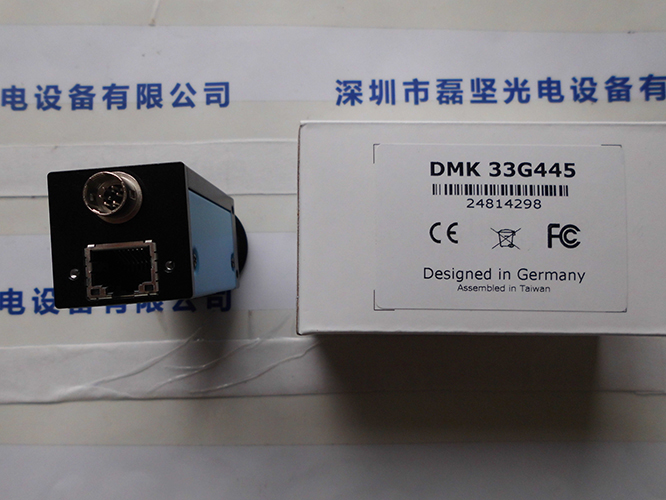 电设备有限公司
深圳市磊坚光电设备有
DMK 33G445
24814298
CE
FC
Designed in Germany
Assembled in Taiwan
电设备有限公司